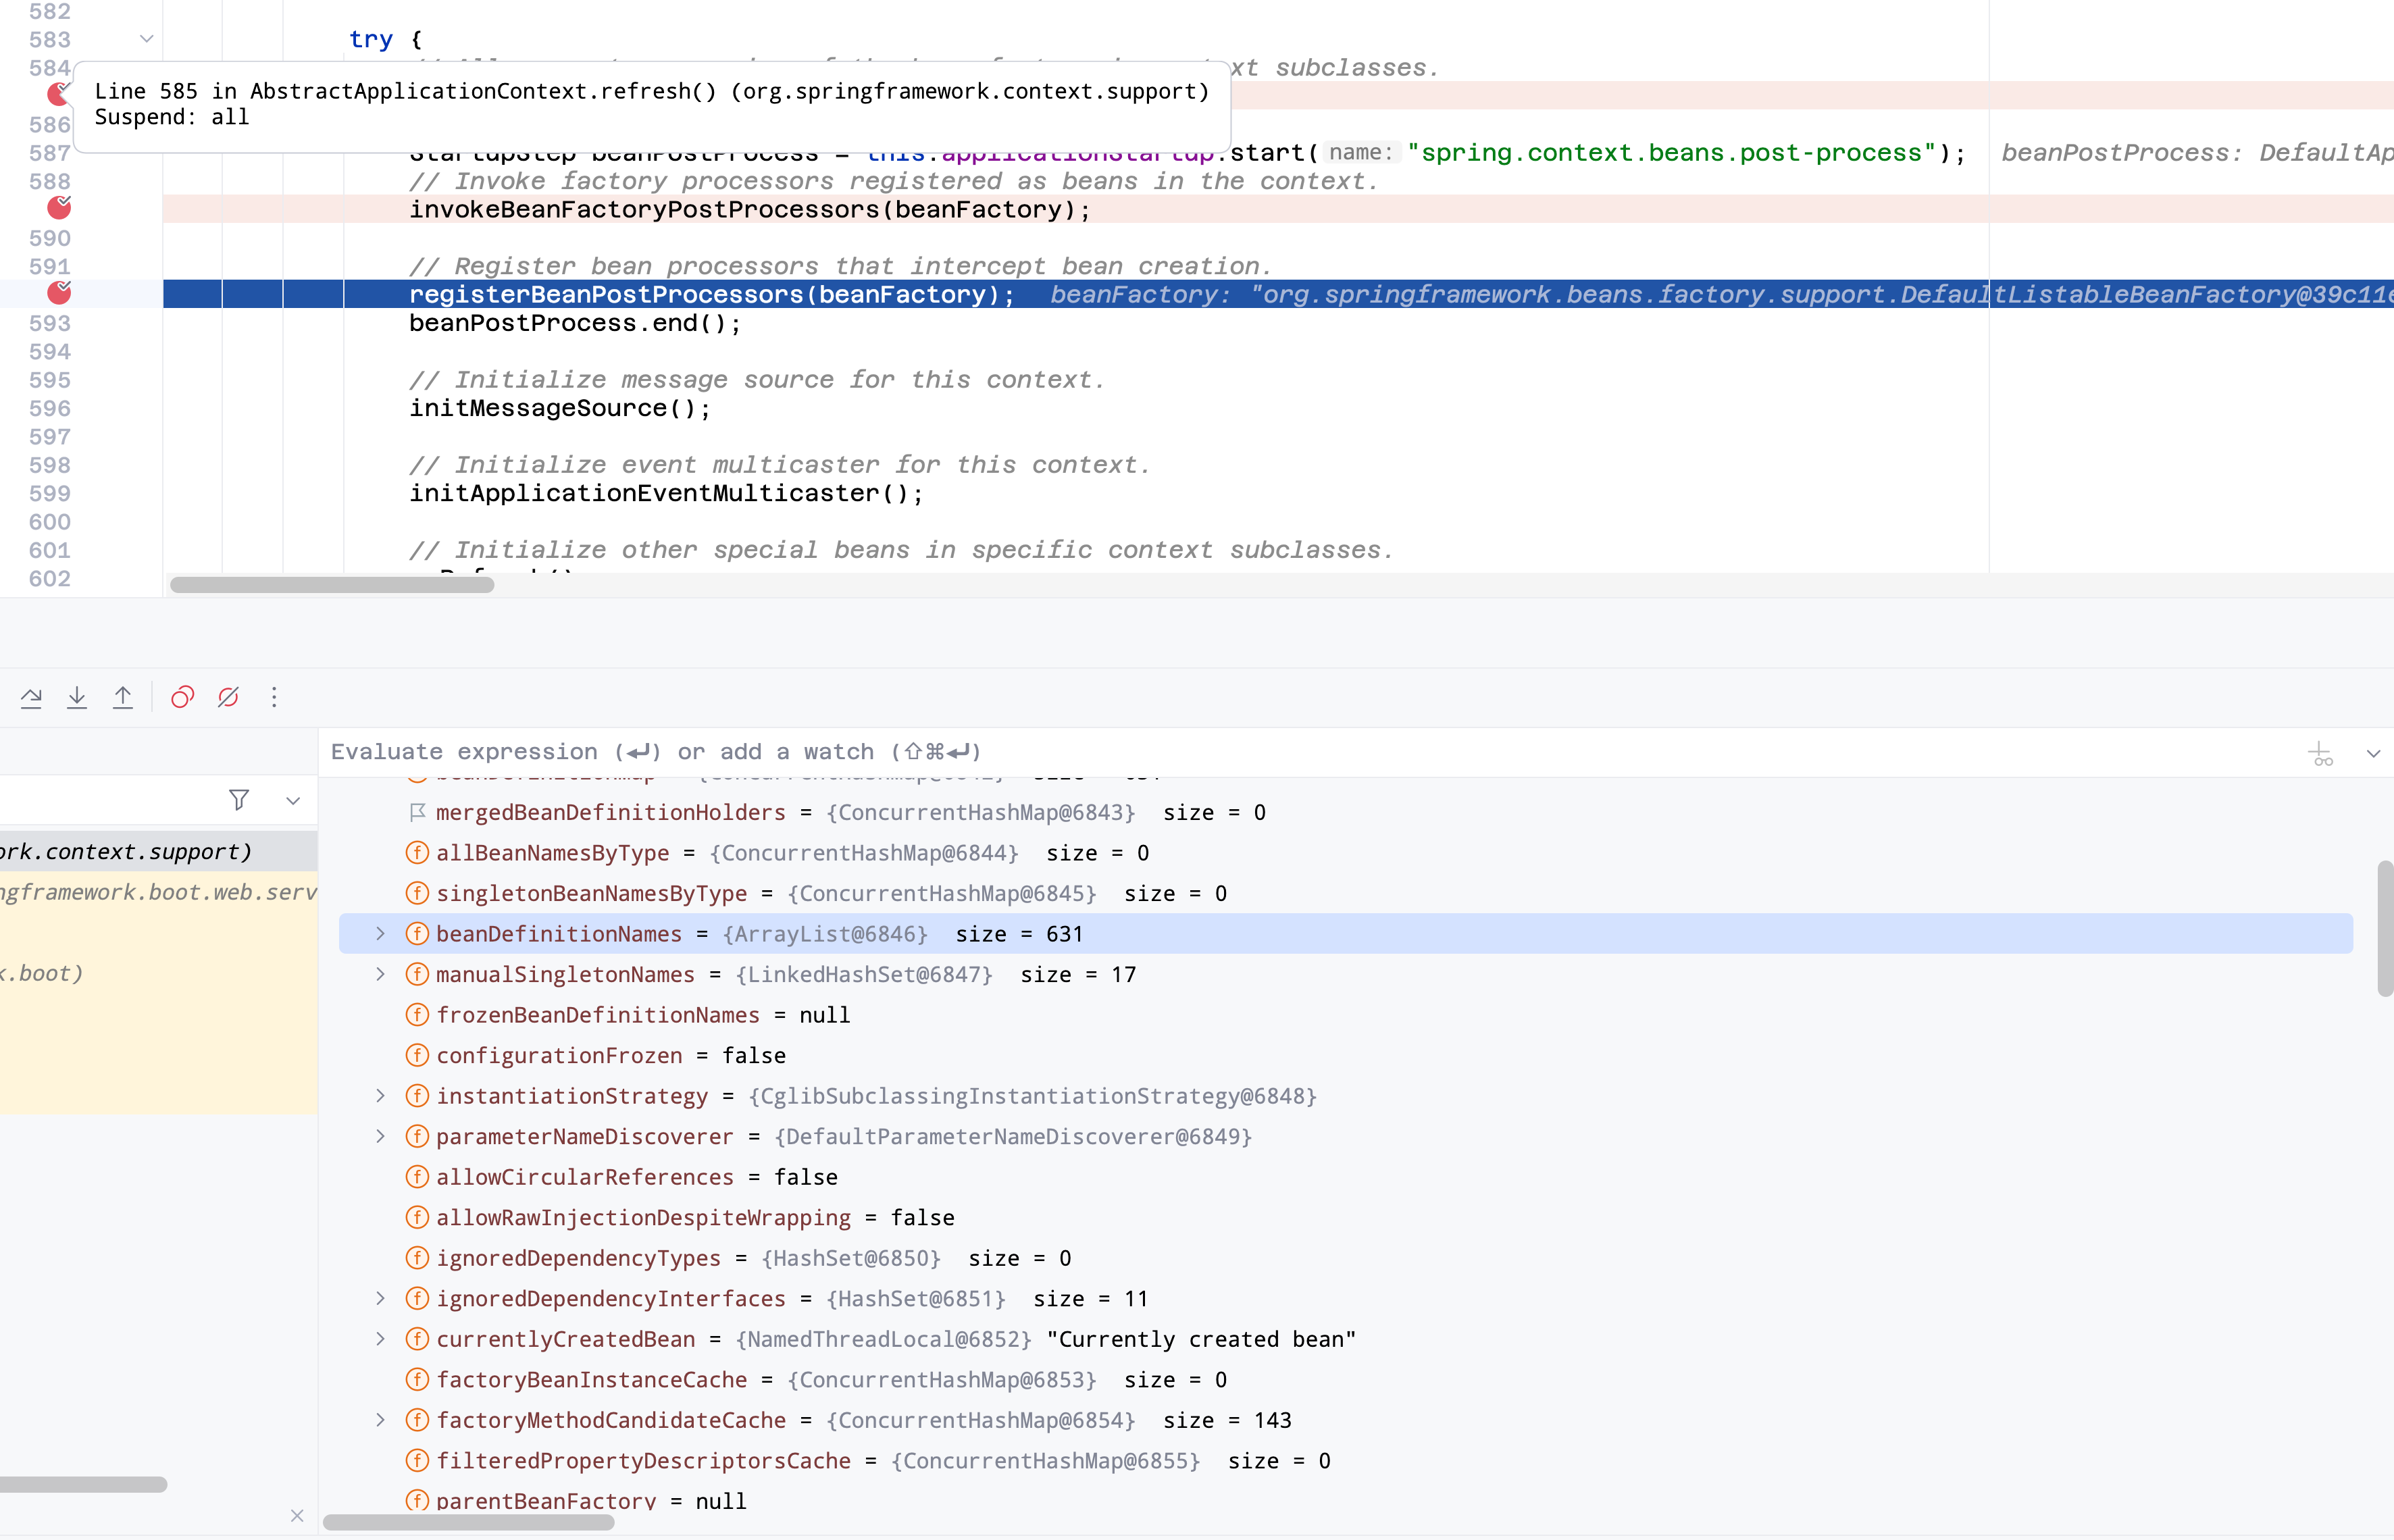 582
583 try {
584 xt subclasses.
Line 585 in AbstractApplicationContext.refresh() (org.springframework.context.support)
Suspend: all
586
587 StartupStep beanPostProcess = this.applicationStartup.start( name: "spring.context.beans.post-process"); beanPostProcess: DefaultAp
588 // Invoke factory processors registered as beans in the context.
invokeBeanFactoryPostProcessors(beanFactory);
590
591 // Register bean processors that intercept bean creation.
registerBeanPostProcessors(beanFactory); beanFactory: "org.springframework.beans.factory.support.DefaultListableBeanFactory@39c11e
593 beanPostProcess.end();
594
595 // Initialize message source for this context.
596 initMessageSource();
597
598 // Initialize event multicaster for this context.
599 initApplicationEventMulticaster();
600
601 // Initialize other special beans in specific context subclasses.
602
Evaluate expression (↵) or add a watch (⇧⌘↵)
ork.context.support)
ngframework.boot.web.serv
k.boot)
mergedBeanDefinitionHolders = {ConcurrentHashMap@6843} size = 0
allBeanNamesByType = {ConcurrentHashMap@6844} size = 0
singletonBeanNamesByType = {ConcurrentHashMap@6845} size = 0
beanDefinitionNames = {ArrayList@6846} size = 631
manualSingletonNames = {LinkedHashSet@6847} size = 17
frozenBeanDefinitionNames = null
configurationFrozen = false
instantiationStrategy = {CglibSubclassingInstantiationStrategy@6848}
parameterNameDiscoverer = {DefaultParameterNameDiscoverer@6849}
allowCircularReferences = false
allowRawInjectionDespiteWrapping = false
ignoredDependencyTypes = {HashSet@6850} size = 0
ignoredDependencyInterfaces = {HashSet@6851} size = 11
currentlyCreatedBean = {NamedThreadLocal@6852} "Currently created bean"
factoryBeanInstanceCache = {ConcurrentHashMap@6853} size = 0
factoryMethodCandidateCache = {ConcurrentHashMap@6854} size = 143
filteredPropertyDescriptorsCache = {ConcurrentHashMap@6855} size = 0
parentBeanFactory = null